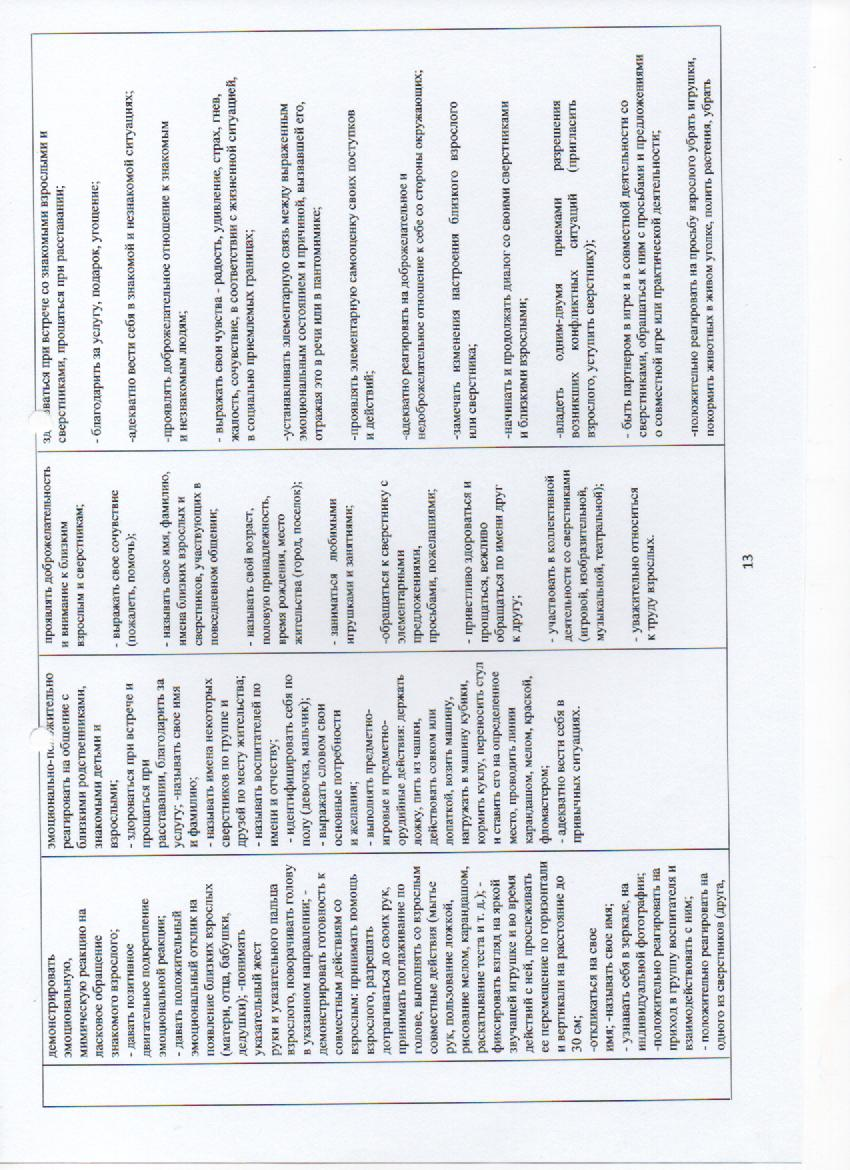 демонстрировать
эмоциональную,
мимическую реакцию на
ласковое обращение
знакомого взрослого;
- давать позитивное
двигательное подкрепление
эмоциональной реакции;
- давать положительный
эмоциональный отклик на
появление близких взрослых
(матери, отца, бабушки,
дедушки); -понимать
указательный жест
руки и указательного пальца
взрослого, поворачивать голову
в указанном направлении; -
демонстрировать готовность к
совместным действиям со
взрослым: принимать помощь
взрослого, разрешать
дотрагиваться до своих рук,
принимать поглаживание по
голове, выполнять со взрослым
совместные действия (мытье
рук, пользование ложкой,
рисование мелом, карандашом,
раскатывание теста и т. д.); -
фиксировать взгляд на яркой
звучащей игрушке и во время
действий с ней, прослеживать
ее перемещение по горизонтали
и вертикали на расстояние до
30 см;
-откликаться на свое
имя; -называть свое имя;
- узнавать себя в зеркале, на
индивидуальной фотографии;
-положительно реагировать на
приход в группу воспитателя и
взаимодействовать с ним;
- положительно реагировать на
одного из сверстников (друга,
эмоционально-положительно
реагировать на общение с
близкими родственниками,
знакомыми детьми и
взрослыми;
- здороваться при встрече и
прощаться при
расставании, благодарить за
услугу; -называть свое имя
и фамилию;
- называть имена некоторых
сверстников по группе и
друзей по месту жительства;
- называть воспитателей по
имени и отчеству;
- идентифицировать себя по
полу (девочка, мальчик);
- выражать словом свои
основные потребности
и желания;
- выполнять предметно-
игровые и предметно-
орудийные действия: держать
ложку, пить из чашки,
действовать совком или
лопаткой, возить машину,
нагружать в машину кубики,
кормить куклу, переносить стул
и ставить его на определенное
место, проводить линии
карандашом, мелом, краской,
фломастером;
- адекватно вести себя в
привычных ситуациях.
проявлять доброжелательность
и внимание к близким
взрослым и сверстникам;
- выражать свое сочувствие
(пожалеть, помочь);
- называть свое имя, фамилию,
имена близких взрослых и
сверстников, участвующих в
повседневном общении;
- называть свой возраст,
половую принадлежность,
время рождения, место
жительства (город, поселок);
- заниматься любимыми
игрушками и занятиями;
-обращаться к сверстнику с
элементарными
предложениями,
просьбами, пожеланиями;
- приветливо здороваться и
прощаться, вежливо
обращаться по имени друг
к другу;
- участвовать в коллективной
деятельности со сверстниками
(игровой, изобразительной,
музыкальной, театральной);
- уважительно относиться
к труду взрослых.
здороваться при встрече со знакомыми взрослыми и
сверстниками, прощаться при расставании;
- благодарить за услугу, подарок, угощение;
-адекватно вести себя в знакомой и незнакомой ситуациях;
-проявлять доброжелательное отношение к знакомым
и незнакомым людям;
- выражать свои чувства - радость, удивление, страх, гнев,
жалость, сочувствие, в соответствии с жизненной ситуацией,
в социально приемлемых границах;
-устанавливать элементарную связь между выраженным
эмоциональным состоянием и причиной, вызвавшей его,
отражая это в речи или в пантомимике;
-проявлять элементарную самооценку своих поступков
и действий;
-адекватно реагировать на доброжелательное и
недоброжелательное отношение к себе со стороны окружающих;
-замечать изменения настроения близкого взрослого
или сверстника;
-начинать и продолжать диалог со своими сверстниками
и близкими взрослыми;
-владеть одним-двумя приемами разрешения
возникших конфликтных ситуаций (пригласить
взрослого, уступить сверстнику);
- быть партнером в игре и в совместной деятельности со
сверстниками, обращаться к ним с просьбами и предложениями
о совместной игре или практической деятельности;
-положительно реагировать на просьбу взрослого убрать игрушки,
покормить животных в живом уголке, полить растения, убрать
13